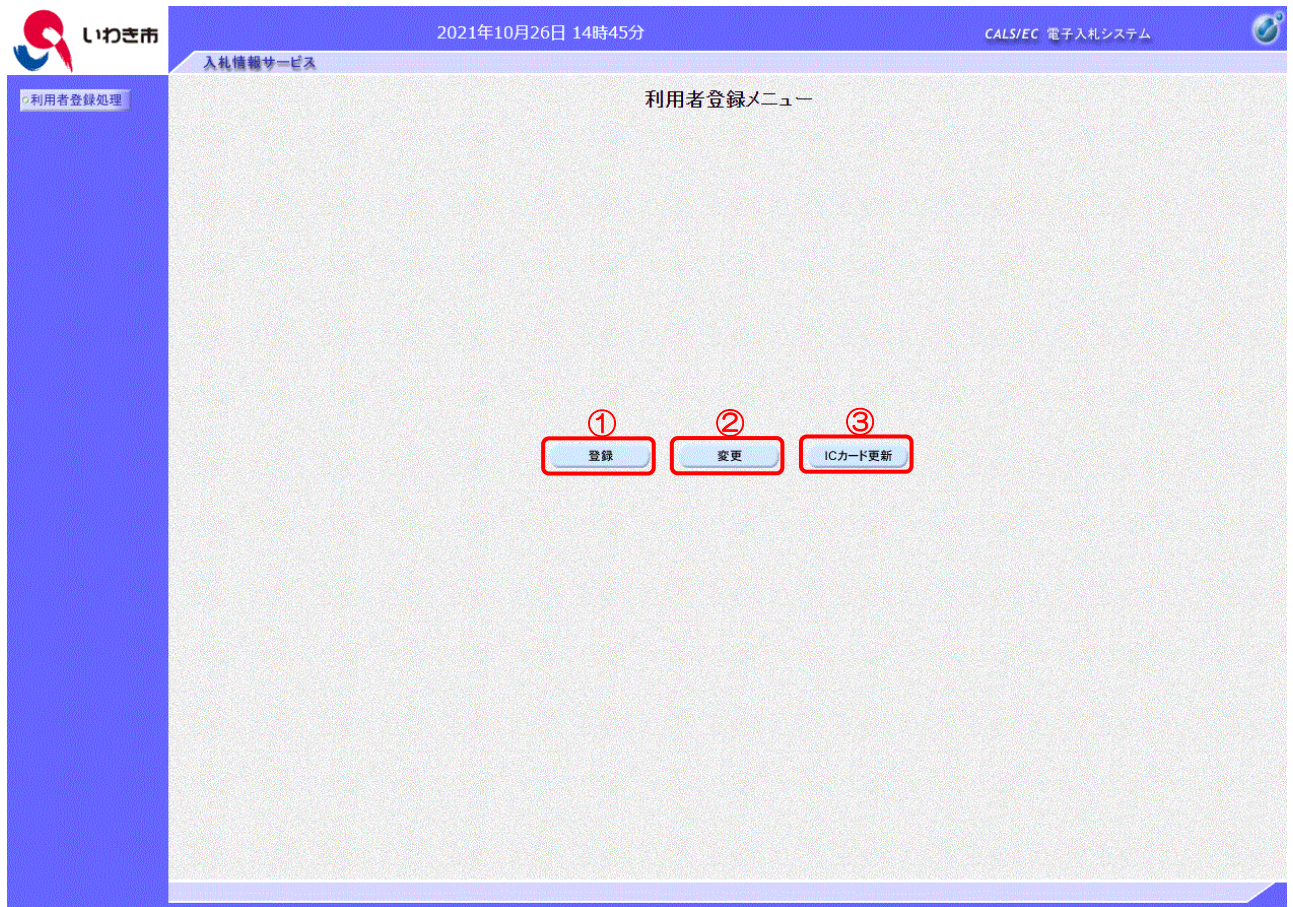 いわき市
2021年10月26日 14時45分
CALS/EC 電子入札システム
入札情報サービス
○利用者登録処理
利用者登録メニュー
① ② ③
登録 変更 ICカード更新